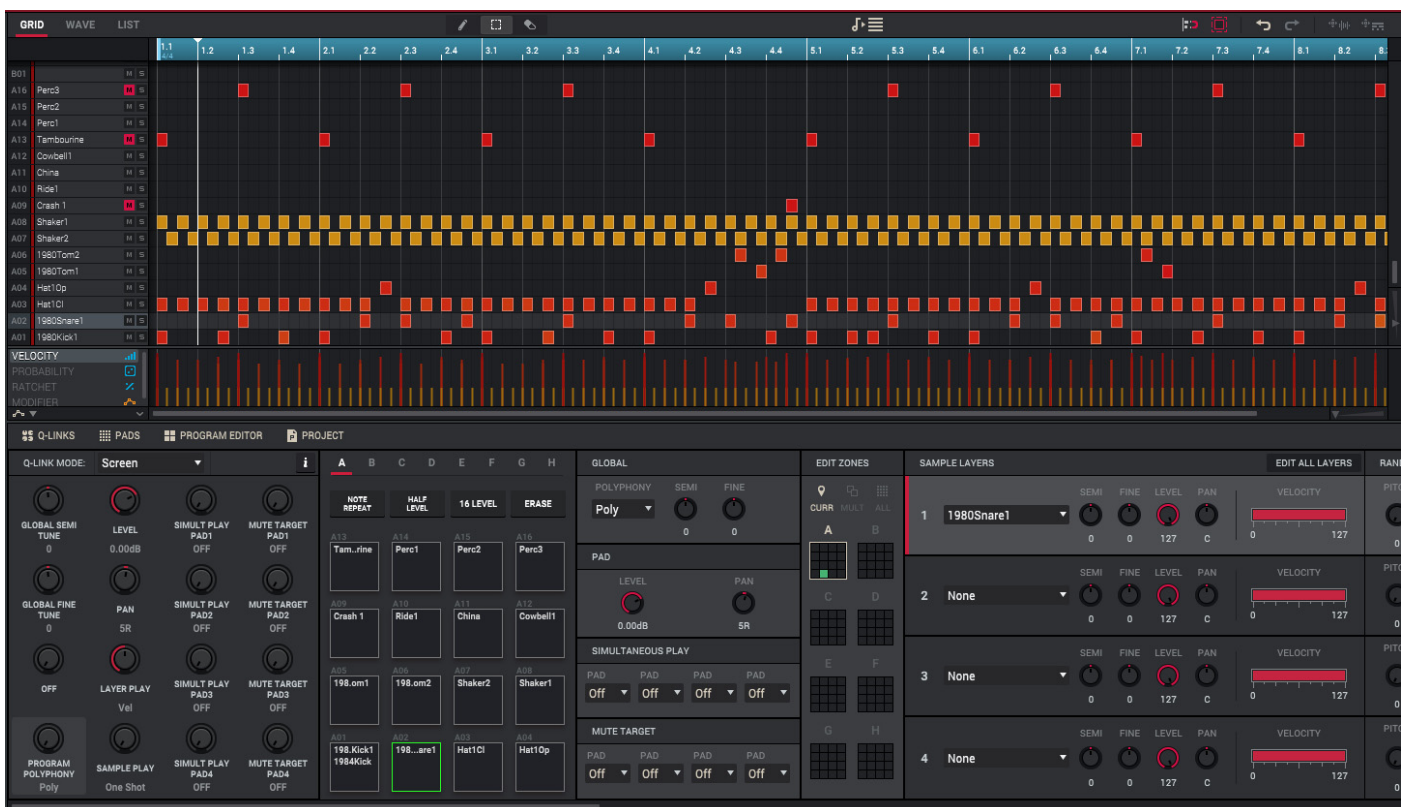 GRID WAVE LIST
1.1 1.2 1.3 1.4 2.1 2.2 2.3 2.4 3.1 3.2 3.3 3.4 4.1 4.2 4.3 4.4 5.1 5.2 5.3 5.4 6.1 6.2 6.3 6.4 7.1 7.2 7.3 7.4 8.1 8.2 8.
4/4
B01 M S
A16 Perc3 M S
A15 Perc2 M S
A14 Perc1 M S
A13 Tambourine M S
A12 Cowbell1 M S
A11 China M S
A10 Ride1 M S
A09 Crash 1 M S
A08 Shaker1 M S
A07 Shaker2 M S
A06 1980Tom2 M S
A05 1980Tom1 M S
A04 Hat1Op M S
A03 Hat1Cl M S
A02 1980Snare1 M S
A01 1980Kick1 M S
VELOCITY
PROBABILITY
RATCHET
MODIFIER
Q-LINKS PADS PROGRAM EDITOR PROJECT
Q-LINK MODE: Screen i
GLOBAL SEMI TUNE 0 LEVEL 0.00dB SIMULT PLAY PAD1 OFF MUTE TARGET PAD1 OFF
GLOBAL FINE TUNE 0 PAN 5R SIMULT PLAY PAD2 OFF MUTE TARGET PAD2 OFF
OFF LAYER PLAY Vel SIMULT PLAY PAD3 OFF MUTE TARGET PAD3 OFF
PROGRAM POLYPHONY Poly SAMPLE PLAY One Shot SIMULT PLAY PAD4 OFF MUTE TARGET PAD4 OFF
A B C D E F G H
NOTE REPEAT HALF LEVEL 16 LEVEL ERASE
A13 A14 A15 A16
Tam..rine Perc1 Perc2 Perc3
A09 A10 A11 A12
Crash 1 Ride1 China Cowbell1
A05 A06 A07 A08
198.om1 198.om2 Shaker2 Shaker1
A01 A02 A03 A04
198.Kick1 198...are1 Hat1Cl Hat1Op
1984Kick
GLOBAL
POLYPHONY SEMI FINE
Poly 0 0
PAD
LEVEL PAN
0.00dB 5R
SIMULTANEOUS PLAY
PAD PAD PAD PAD
Off Off Off Off
MUTE TARGET
PAD PAD PAD PAD
Off Off Off Off
EDIT ZONES
CURR MULT ALL
A B
C D
E F
G H
SAMPLE LAYERS EDIT ALL LAYERS RAN
SEMI FINE LEVEL PAN VELOCITY PIT
1 1980Snare1
0 0 127 C 0 127 0
SEMI FINE LEVEL PAN VELOCITY PIT
2 None
0 0 127 C 0 127 0
SEMI FINE LEVEL PAN VELOCITY PIT
3 None
0 0 127 C 0 127 0
SEMI FINE LEVEL PAN VELOCITY PIT
4 None
0 0 127 C 0 127 0